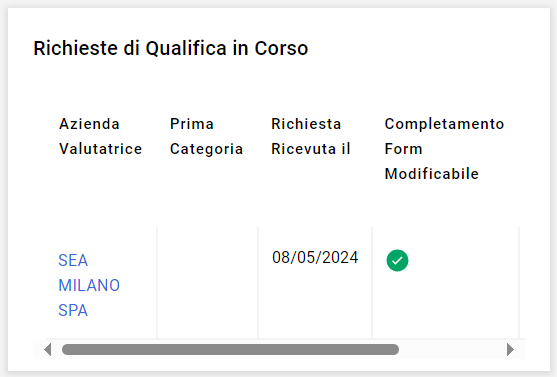 Richieste di Qualifica in Corso
Azienda Valutatrice
Prima Categoria
Richiesta Ricevuta il
Completamento Form Modificabile
SEA MILANO SPA
08/05/2024